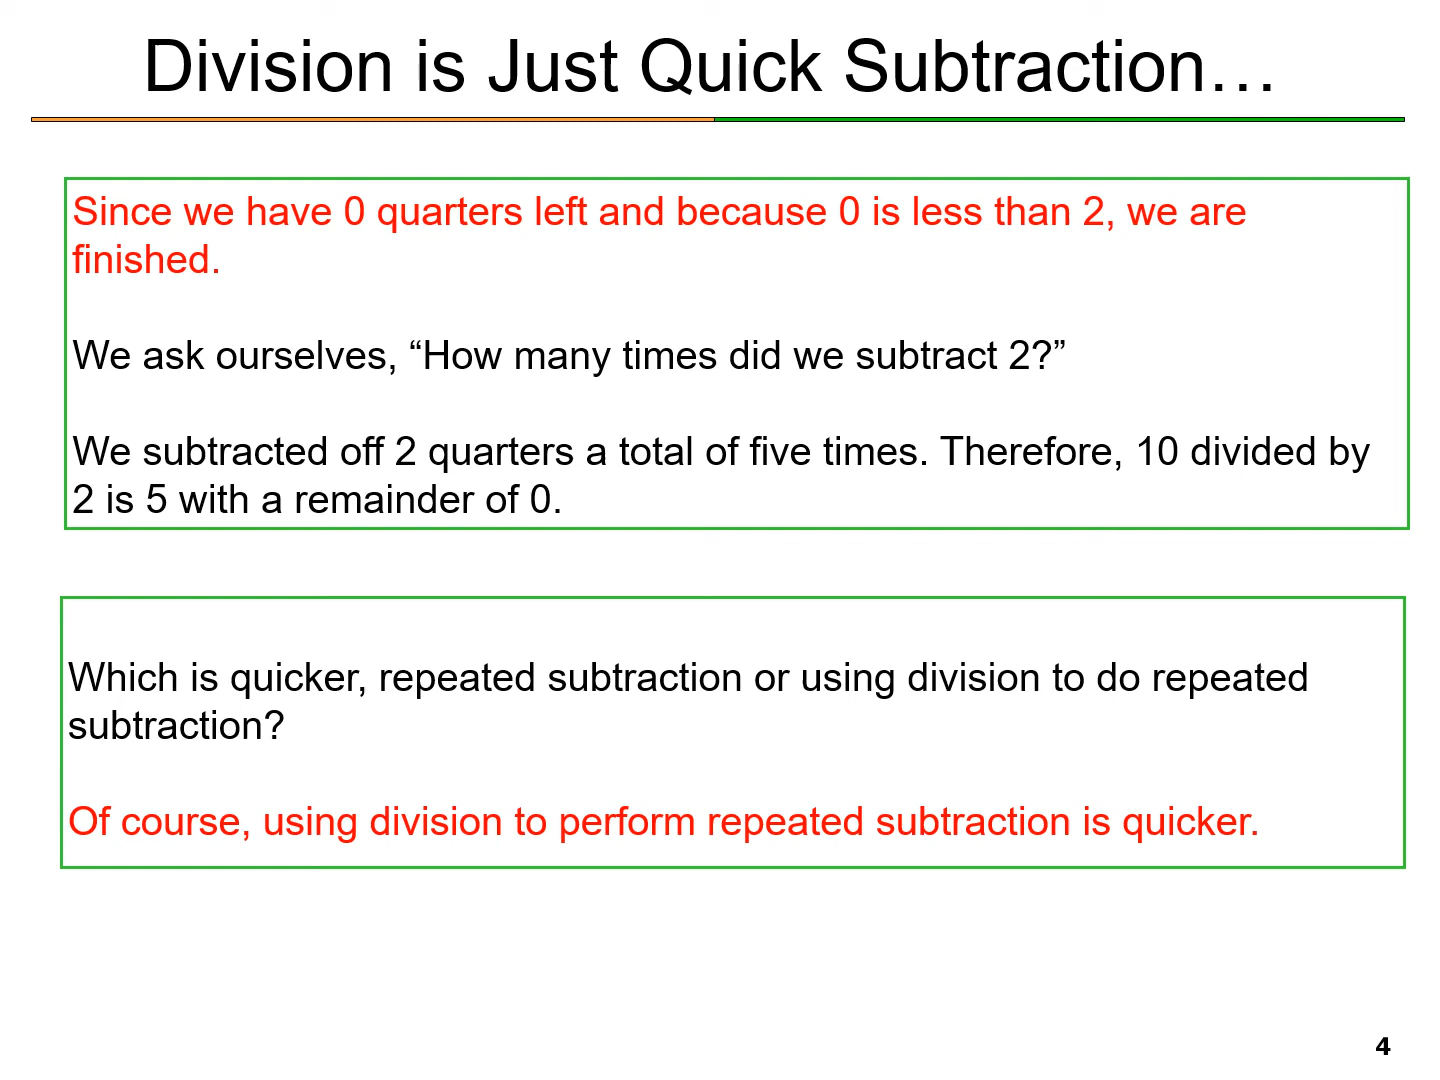 Division is Just Quick Subtraction…
Since we have 0 quarters left and because 0 is less than 2, we are
finished.
We ask ourselves, “How many times did we subtract 2?”
We subtracted off 2 quarters a total of five times. Therefore, 10 divided by
2 is 5 with a remainder of 0.
Which is quicker, repeated subtraction or using division to do repeated
subtraction?
Of course, using division to perform repeated subtraction is quicker.
4